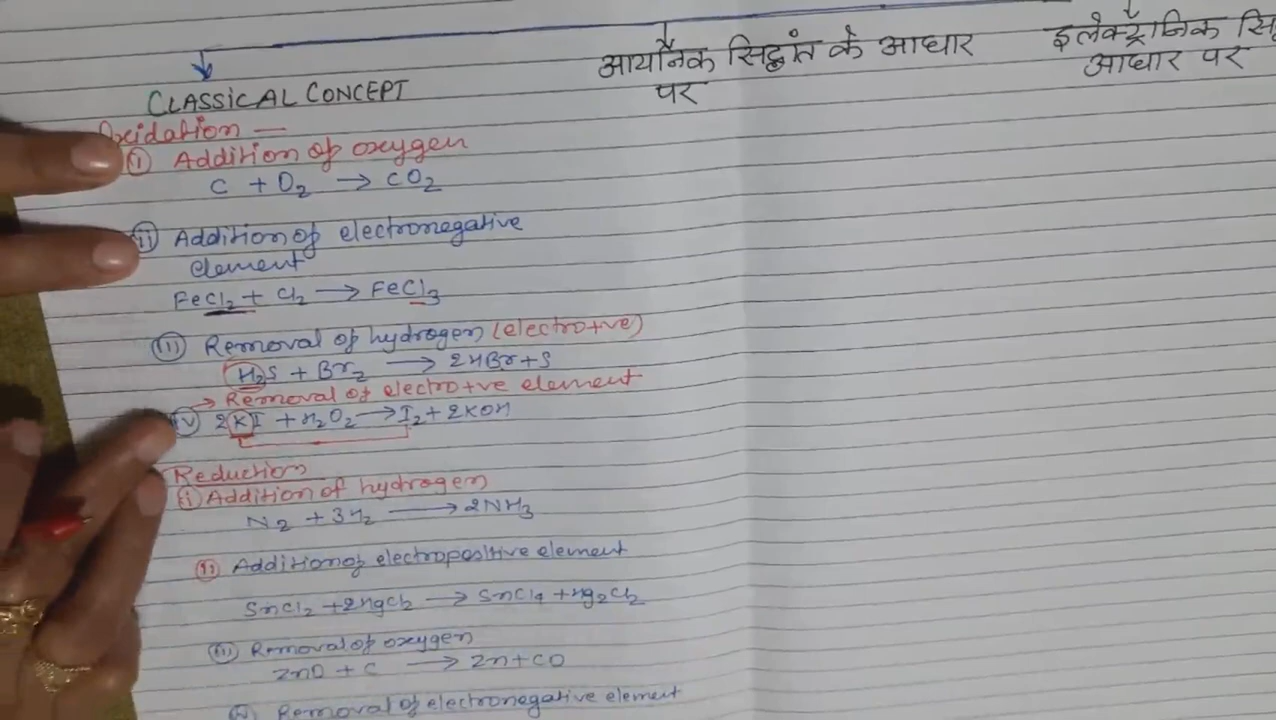 CLASSICAL CONCEPT
आयनिक सिद्धांत के आधार
पर
इलेक्ट्रॉनिक
आधार पर
Oxidation —
(i) Addition of oxygen
C + O2 → CO2
(ii) Addition of electronegative
element
FeCl2 + Cl2 → FeCl3
(iii) Removal of hydrogen (electro+ve)
H2S + Br2 → 2HBr + S
→ Removal of electro+ve element
(iv) 2KI + H2O2 → I2 + 2KOH
Reduction
(i) Addition of hydrogen
N2 + 3H2 → 2NH3
(ii) Addition of electropositive element
SnCl2 + 2HgCl2 → SnCl4 + Hg2Cl2
(iii) Removal of oxygen
ZnO + C → Zn + CO
(iv) Removal of electronegative element